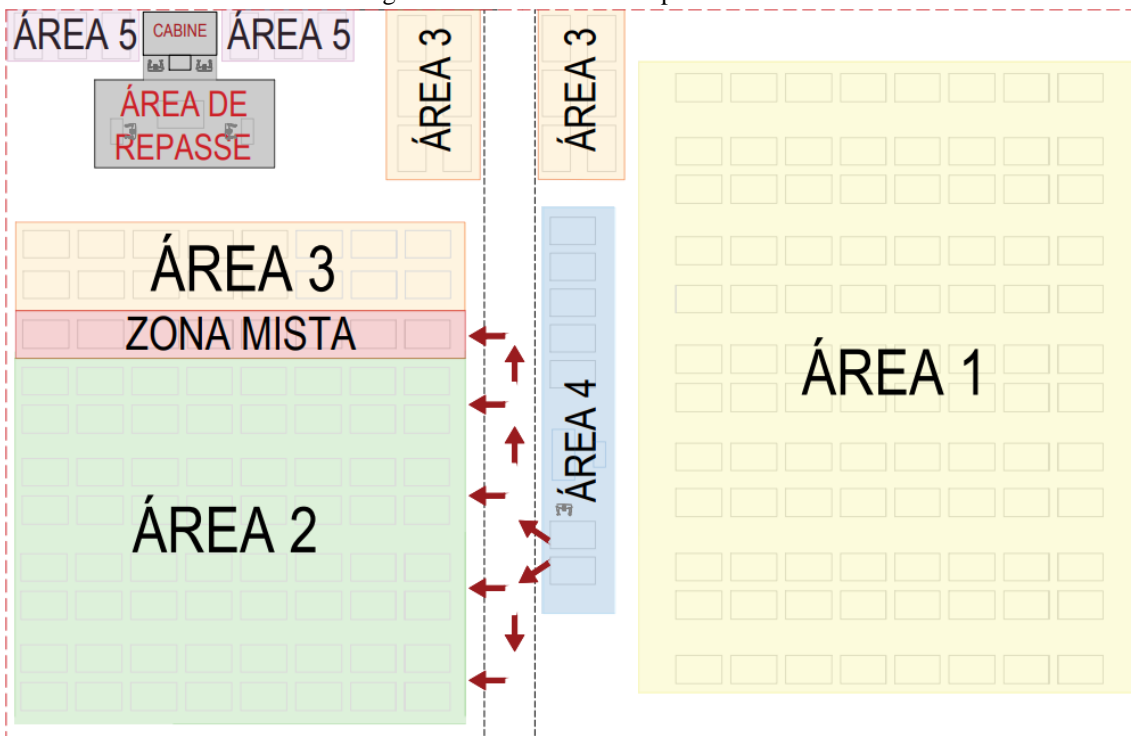 ÁREA 5
CABINE
ÁREA 5
ÁREA DE
REPASSE
ÁREA 3
ÁREA 3
ÁREA 3
ZONA MISTA
ÁREA 2
ÁREA 4
ÁREA 1